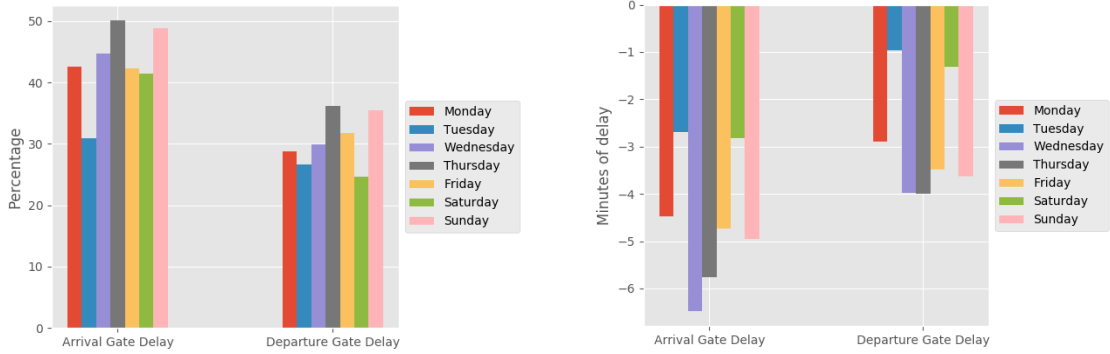 Percentage
50
40
30
20
10
0
Arrival Gate Delay
Departure Gate Delay
Monday
Tuesday
Wednesday
Thursday
Friday
Saturday
Sunday
Minutes of delay
0
−1
−2
−3
−4
−5
−6
Arrival Gate Delay
Departure Gate Delay
Monday
Tuesday
Wednesday
Thursday
Friday
Saturday
Sunday